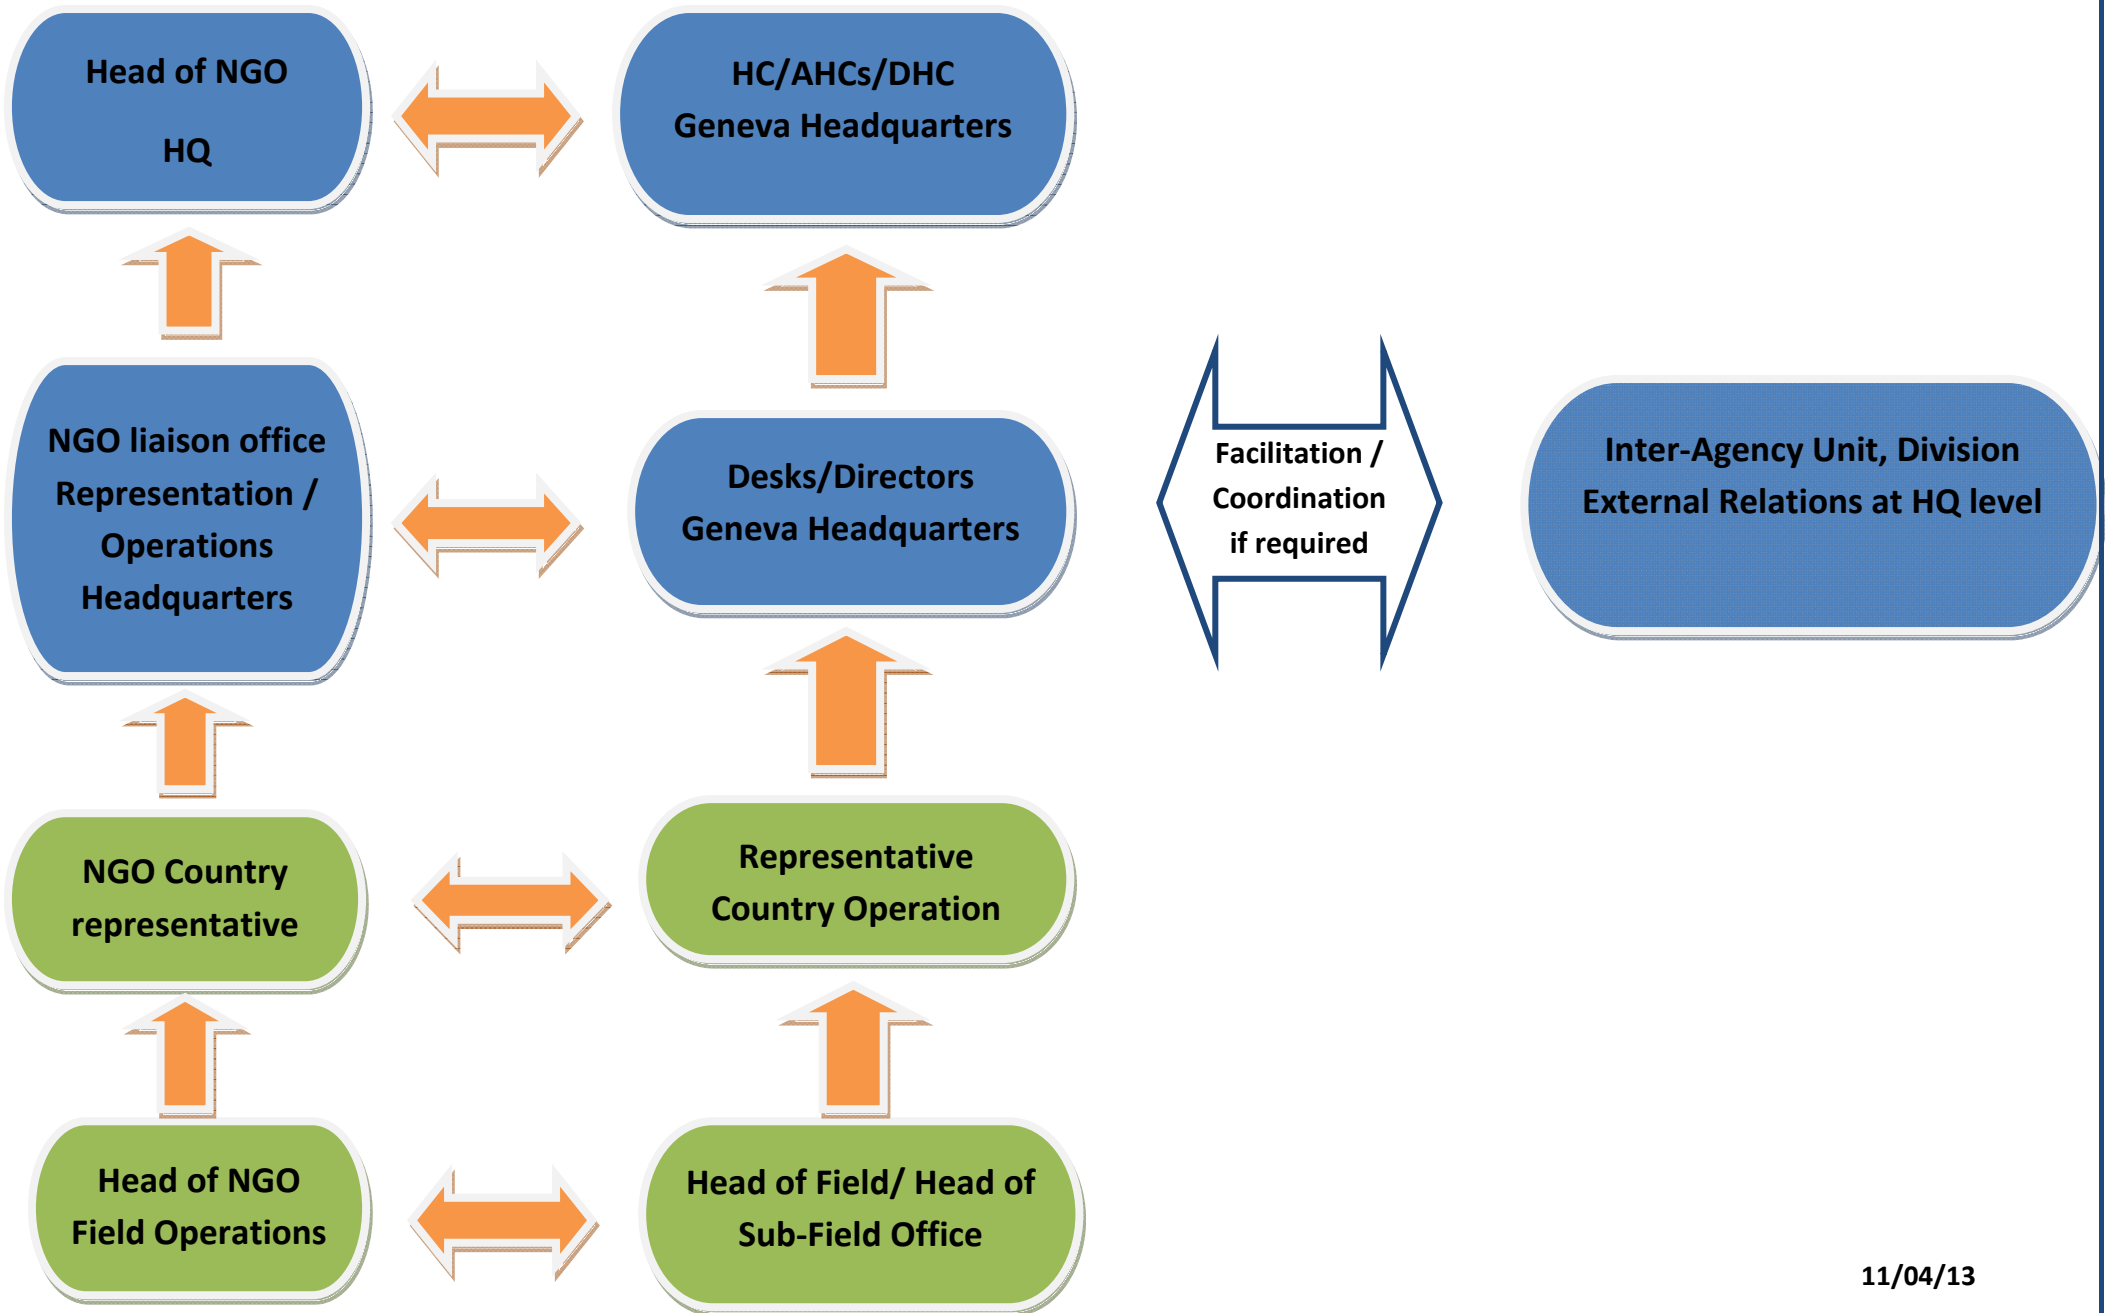 Head of NGO
HQ
HC/AHCs/DHC
Geneva Headquarters
NGO liaison office
Representation /
Operations
Headquarters
Desks/Directors
Geneva Headquarters
Facilitation /
Coordination
if required
Inter-Agency Unit, Division
External Relations at HQ level
NGO Country
representative
Representative
Country Operation
Head of NGO
Field Operations
Head of Field/ Head of
Sub-Field Office
11/04/13